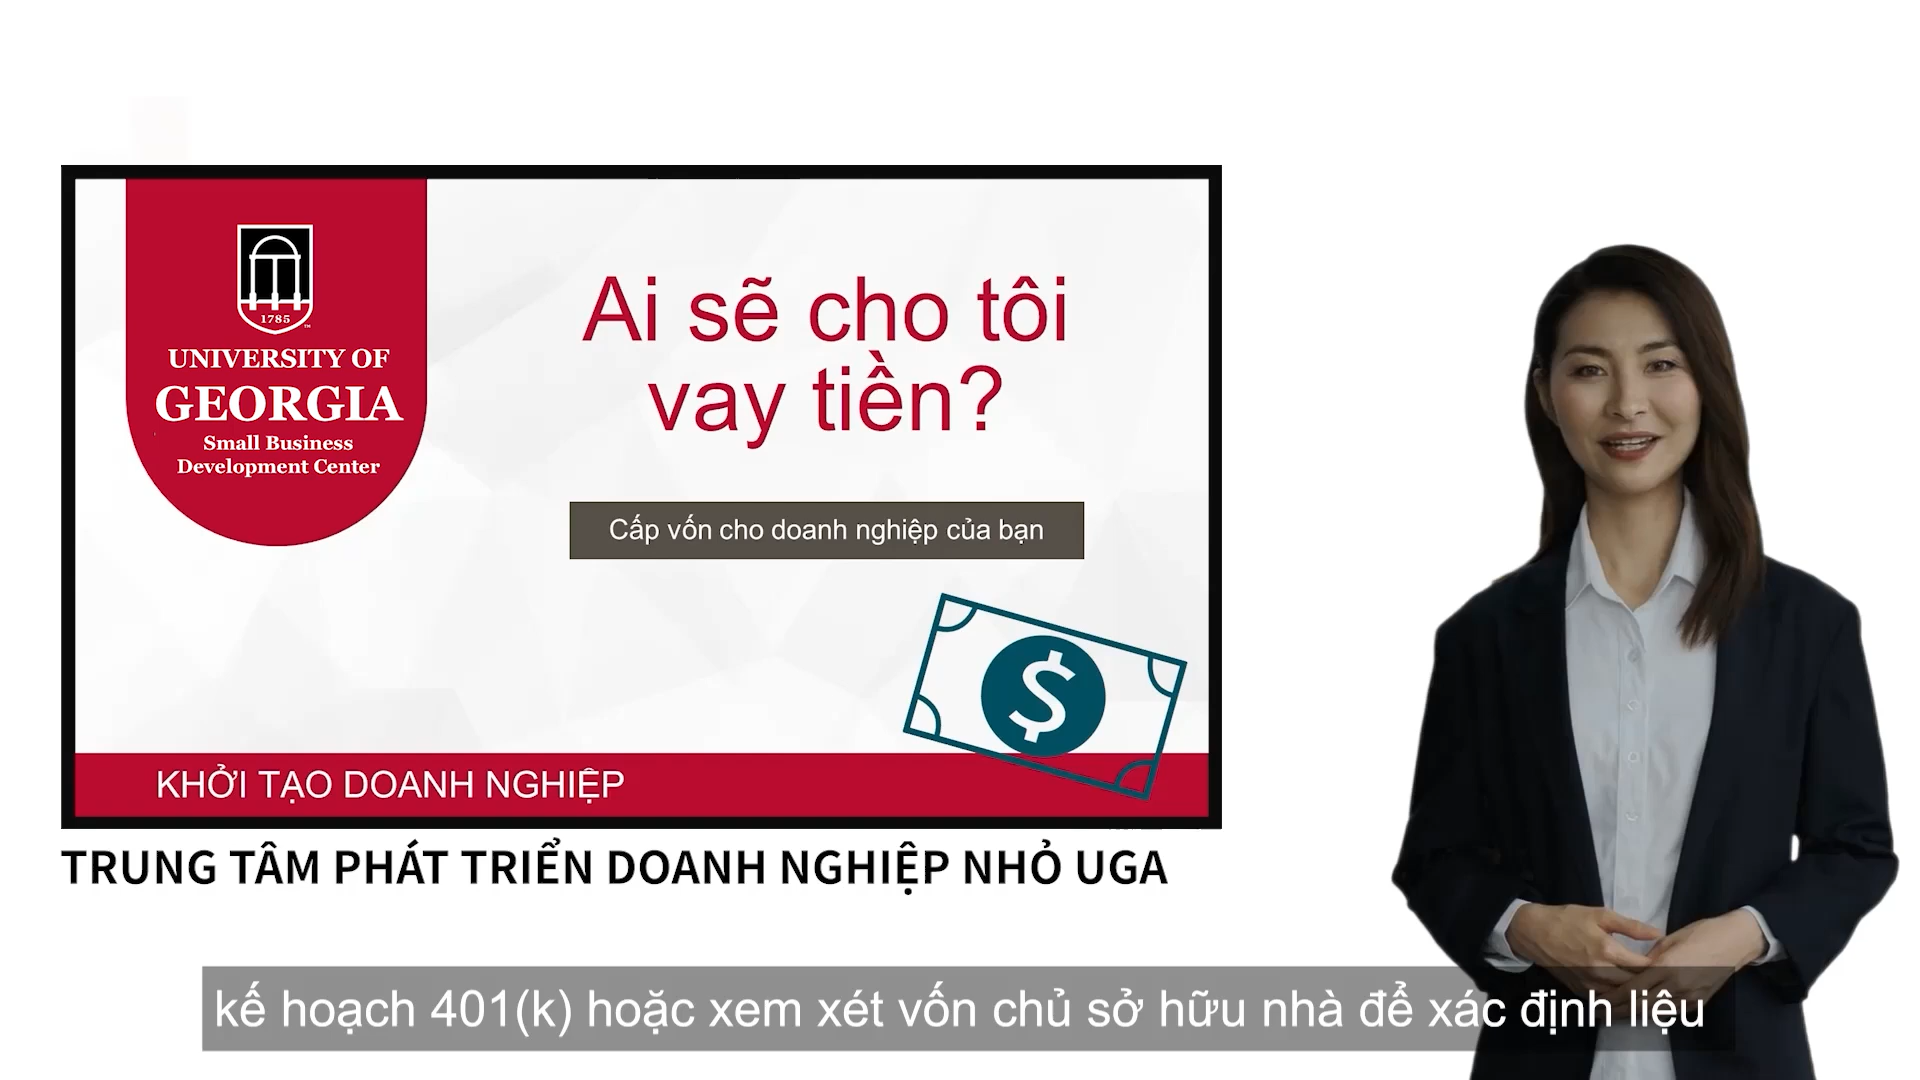 1785
UNIVERSITY OF
GEORGIA
Small Business
Development Center
Ai sẽ cho tôi
vay tiền?
Cấp vốn cho doanh nghiệp của bạn
$
KHỞI TẠO DOANH NGHIỆP
TRUNG TÂM PHÁT TRIỂN DOANH NGHIỆP NHỎ UGA
kế hoạch 401(k) hoặc xem xét vốn chủ sở hữu nhà để xác định liệu